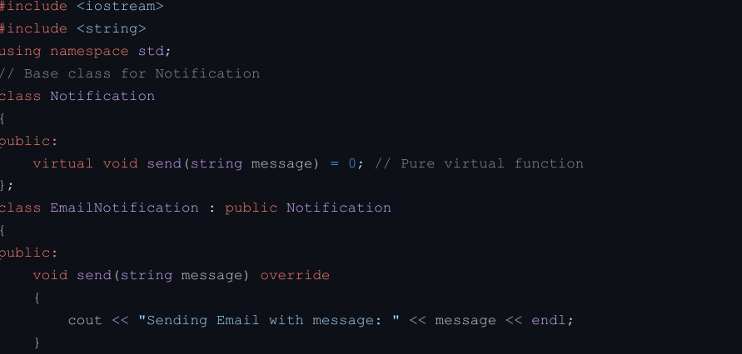 #include <iostream>
#include <string>
using namespace std;
// Base class for Notification
class Notification
{
public:
    virtual void send(string message) = 0; // Pure virtual function
};
class EmailNotification : public Notification
{
public:
    void send(string message) override
    {
        cout << "Sending Email with message: " << message << endl;
    }